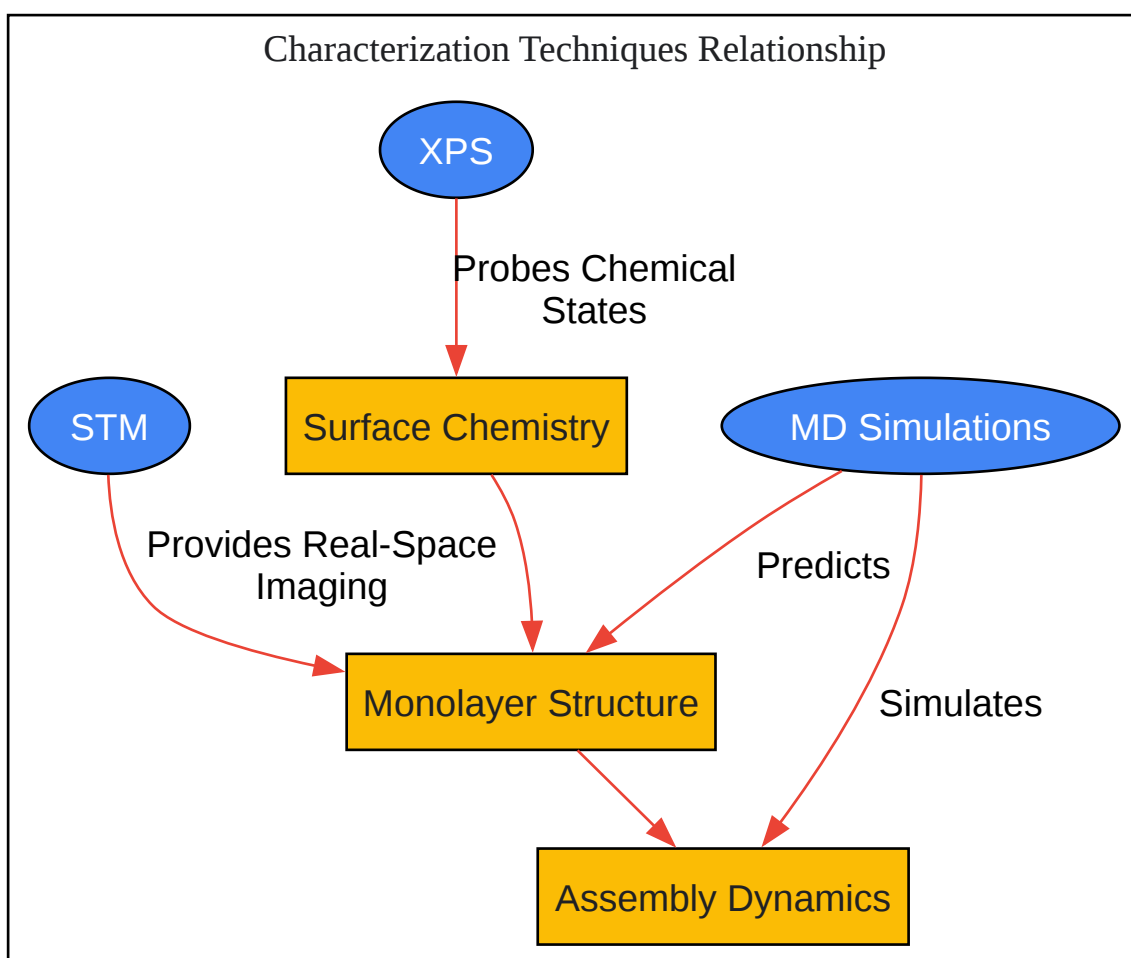 Characterization Techniques Relationship
XPS
Probes Chemical
States
STM
Surface Chemistry
MD Simulations
Provides Real-Space
Imaging
Predicts
Monolayer Structure
Simulates
Assembly Dynamics